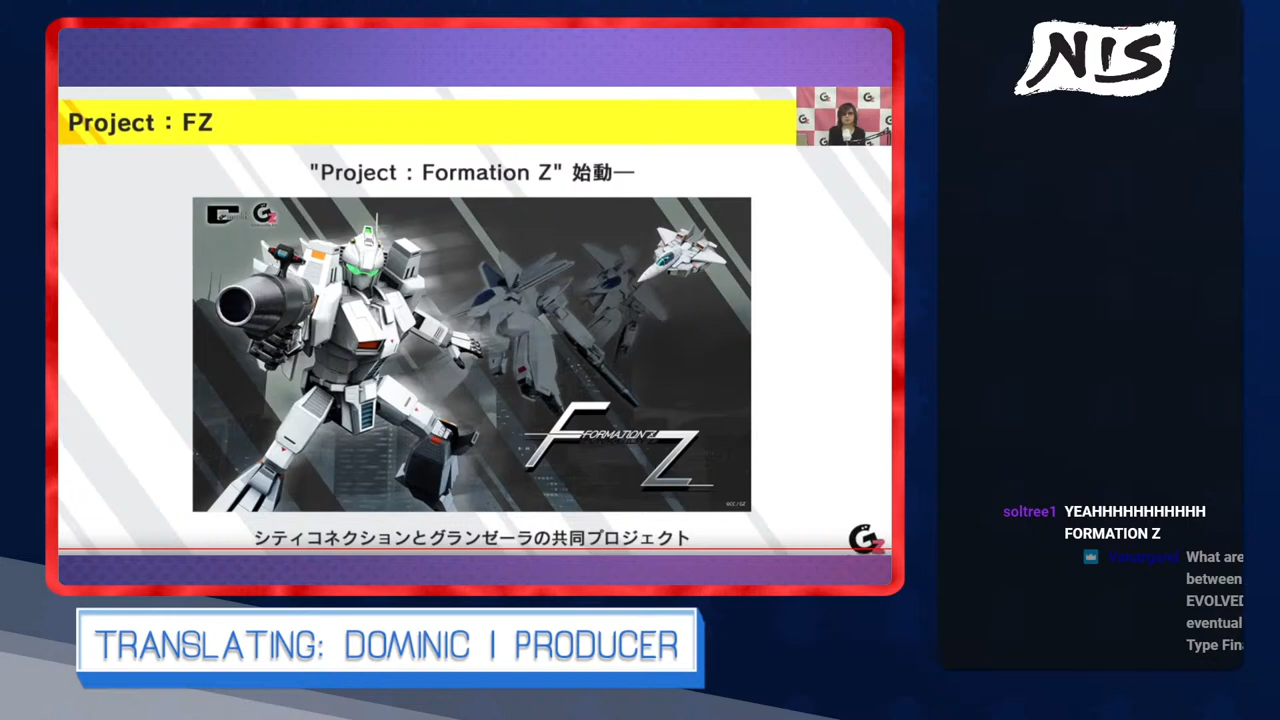 NIS
Project : FZ
"Project : Formation Z" 始動—
FORMATION Z
F Z
シティコネクションとグランゼーラの共同プロジェクト
soltree1 YEAHHHHHHHHHHH
FORMATION Z
What are
between
EVOLVED
eventual
Type Fin
TRANSLATING: DOMINIC | PRODUCER